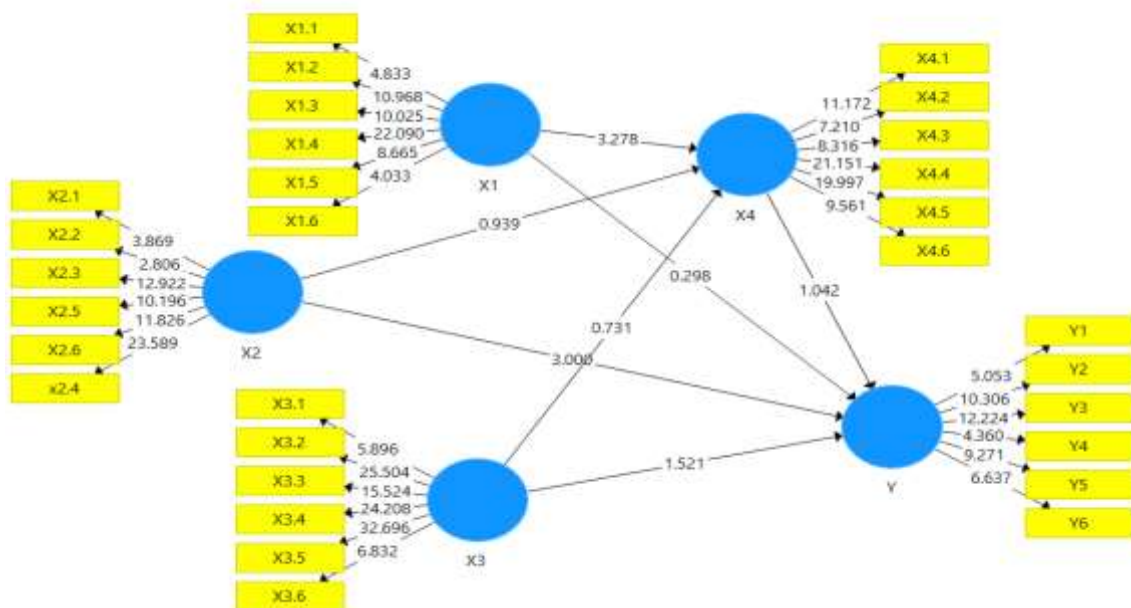 X1.1
X1.2
X1.3
X1.4
X1.5
X1.6
4.833
10.968
10.025
22.090
8.665
4.033
X1
X4.1
X4.2
X4.3
X4.4
X4.5
X4.6
11.172
7.210
8.316
21.151
19.997
9.561
X4
3.278
0.939
0.298
1.042
0.731
3.000
1.521
X2.1
X2.2
X2.3
X2.5
X2.6
x2.4
3.869
2.806
12.922
10.196
11.826
23.589
X2
X3.1
X3.2
X3.3
X3.4
X3.5
X3.6
5.896
25.504
15.524
24.208
32.696
6.832
X3
Y1
Y2
Y3
Y4
Y5
Y6
5.053
10.306
12.224
4.360
9.271
6.637
Y